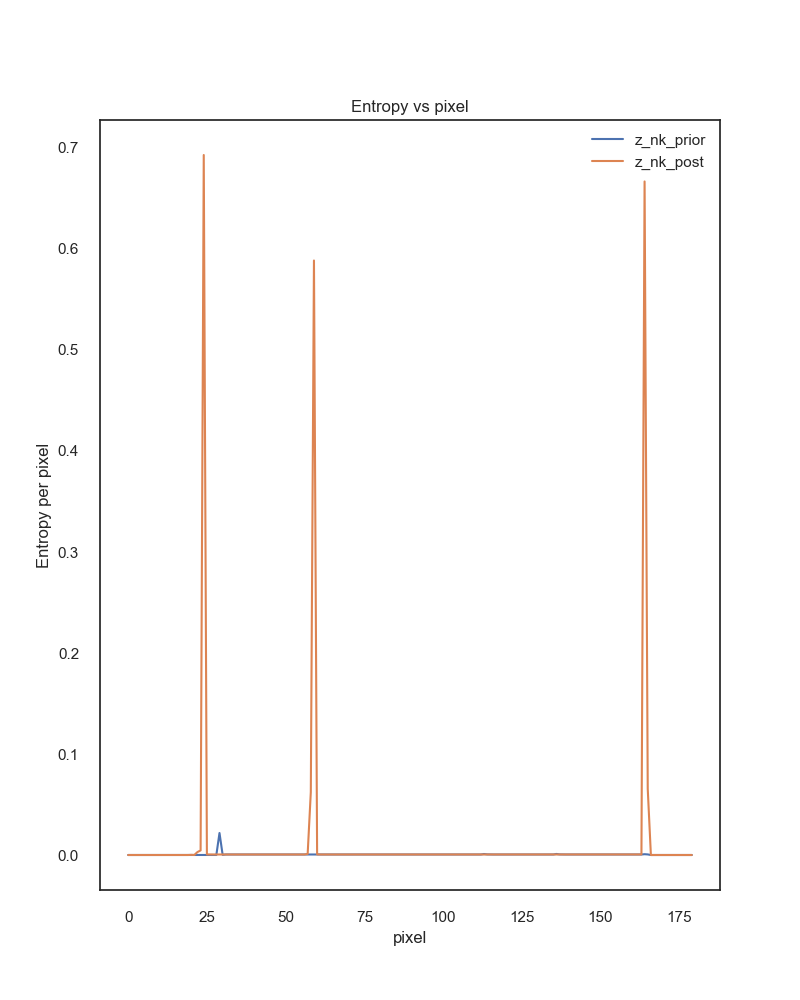 Entropy vs pixel
z_nk_prior
z_nk_post
0.7
0.6
0.5
0.4
0.3
0.2
0.1
0.0
Entropy per pixel
0 25 50 75 100 125 150 175
pixel